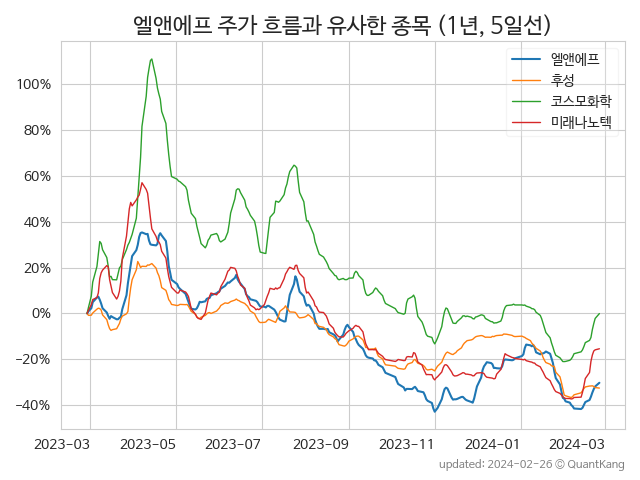 엘앤에프 주가 흐름과 유사한 종목 (1년, 5일선)
엘앤에프
후성
코스모화학
미래나노텍
100%
80%
60%
40%
20%
0%
−20%
−40%
2023-03 2023-05 2023-07 2023-09 2023-11 2024-01 2024-03
updated: 2024-02-26 © QuantKang